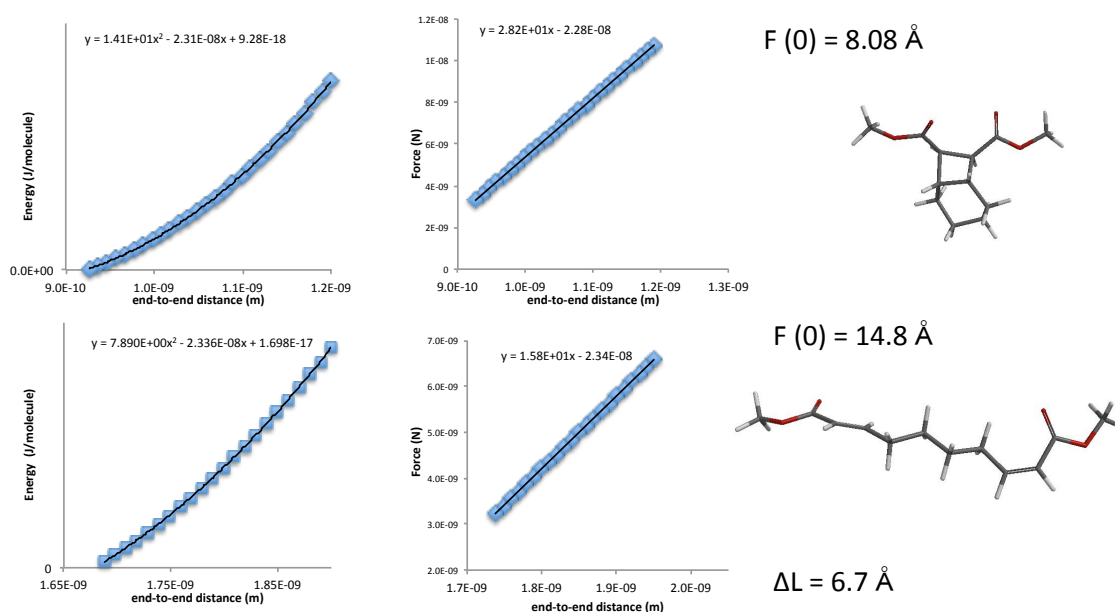 y = 1.41E+01x² - 2.31E-08x + 9.28E-18
Energy (J/molecule)
0.0E+00
9.0E-10 1.0E-09 1.1E-09 1.2E-09
end-to-end distance (m)
y = 2.82E+01x - 2.28E-08
Force (N)
1.2E-08
1E-08
8E-09
6E-09
4E-09
2E-09
0
9.0E-10 1.0E-09 1.1E-09 1.2E-09 1.3E-09
end-to-end distance (m)
F (0) = 8.08 Å
y = 7.890E+00x² - 2.336E-08x + 1.698E-17
Energy (J/molecule)
0
1.65E-09 1.75E-09 1.85E-09
end-to-end distance (m)
y = 1.58E+01x - 2.34E-08
Force (N)
7.0E-09
6.0E-09
5.0E-09
4.0E-09
3.0E-09
2.0E-09
1.7E-09 1.8E-09 1.9E-09 2.0E-09
end-to-end distance (m)
F (0) = 14.8 Å
ΔL = 6.7 Å